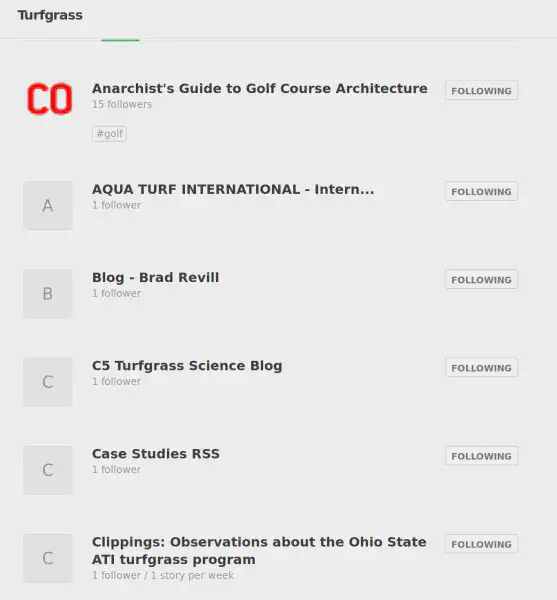 Turfgrass
CO
Anarchist's Guide to Golf Course Architecture
FOLLOWING
15 followers
#golf
A
AQUA TURF INTERNATIONAL - Intern...
FOLLOWING
1 follower
B
Blog - Brad Revill
FOLLOWING
1 follower
C
C5 Turfgrass Science Blog
FOLLOWING
1 follower
C
Case Studies RSS
FOLLOWING
1 follower
C
Clippings: Observations about the Ohio State
ATI turfgrass program
FOLLOWING
1 follower / 1 story per week